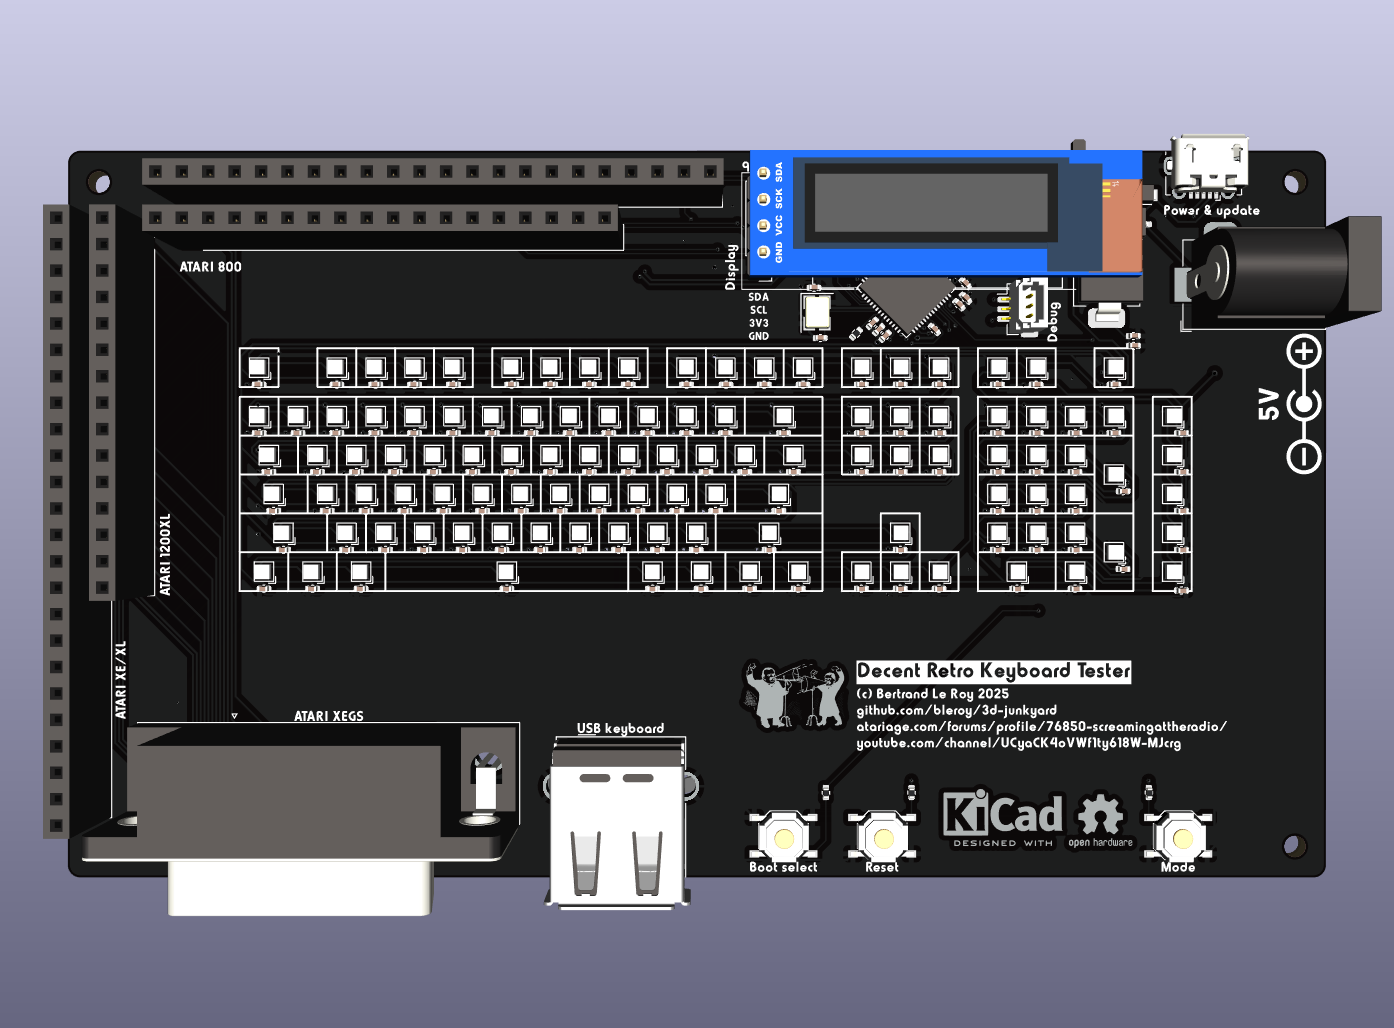 SDA
SCK
VCC
GND
Display
SDA
SCL
3V3
GND
Debug
Power & update
5V
ATARI 800
ATARI 1200XL
ATARI XE/XL
ATARI XEGS
USB keyboard
Decent Retro Keyboard Tester
(c) Bertrand Le Roy 2025
github.com/bleroy/3d-junkyard
atariage.com/forums/profile/76850-screamingattheradio/
youtube.com/channel/UCyaCK4oVWf1ty618W-MJcrg
KiCad
DESIGNED WITH
open hardware
Boot select
Reset
Mode